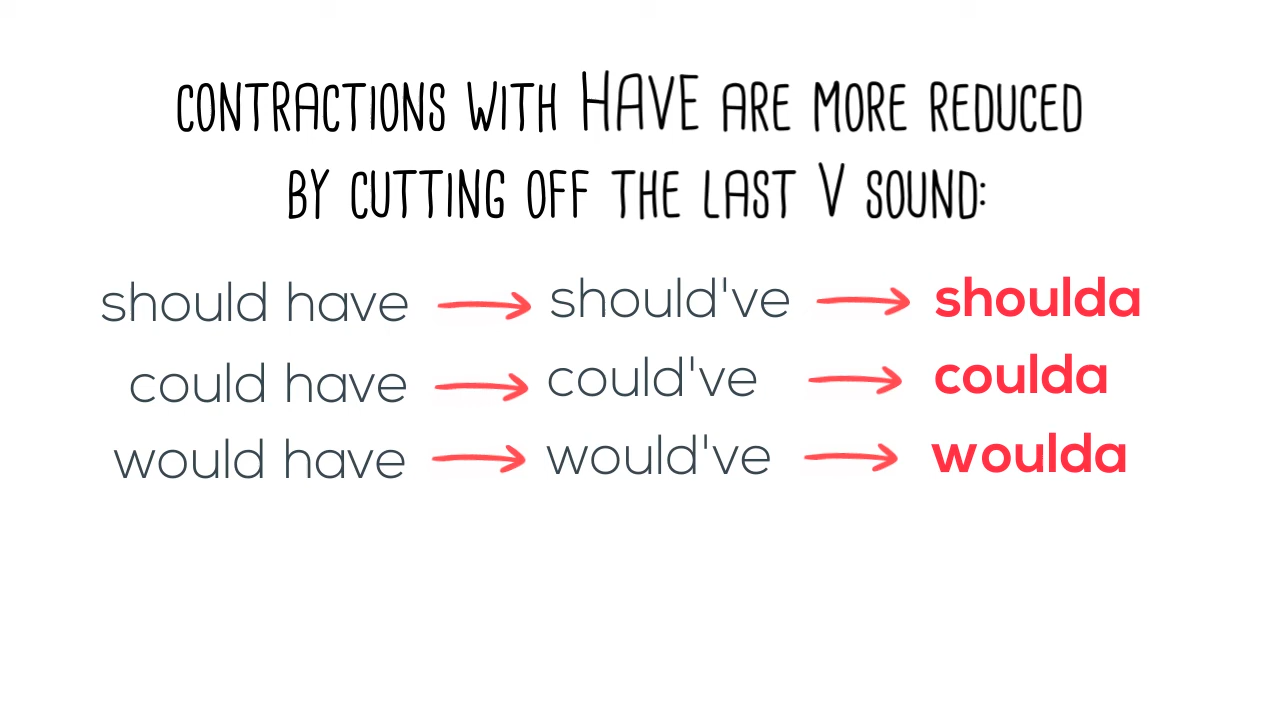 CONTRACTIONS WITH HAVE ARE MORE REDUCED
BY CUTTING OFF THE LAST V SOUND:
should have → should've → shoulda
could have → could've → coulda
would have → would've → woulda